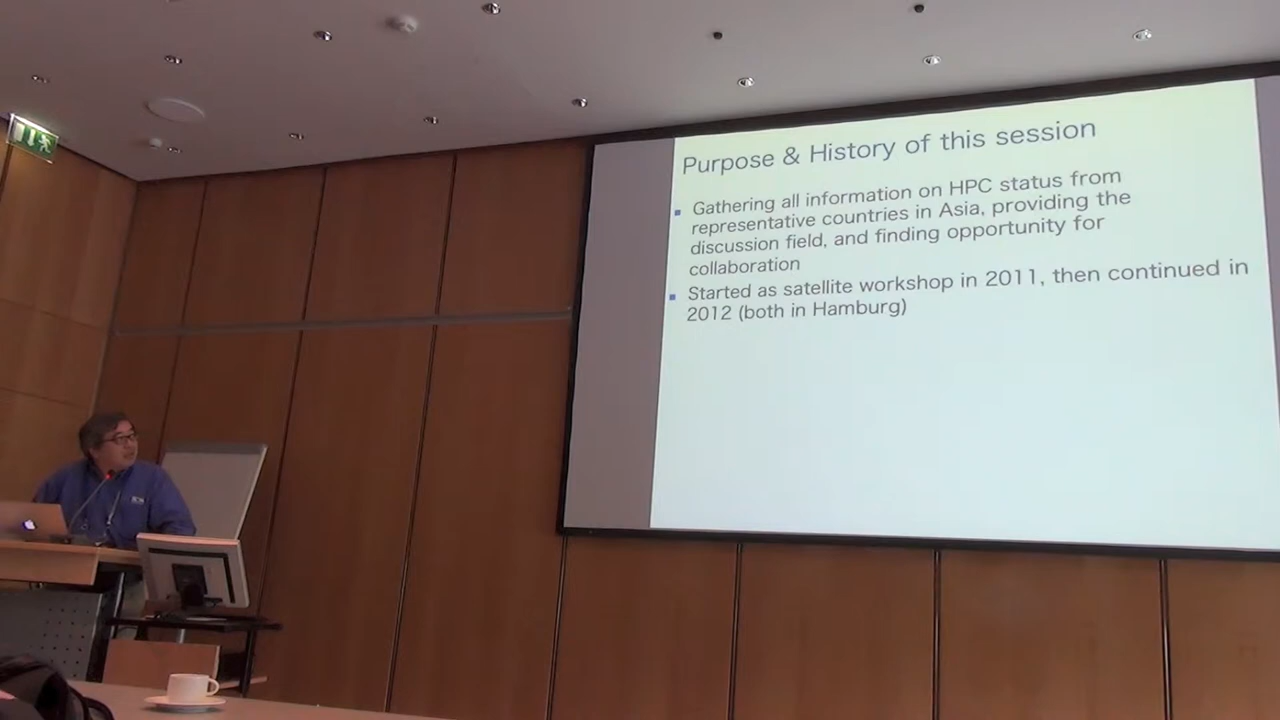 Purpose & History of this session
Gathering all information on HPC status from
representative countries in Asia, providing the
discussion field, and finding opportunity for
collaboration
Started as satellite workshop in 2011, then continued in
2012 (both in Hamburg)